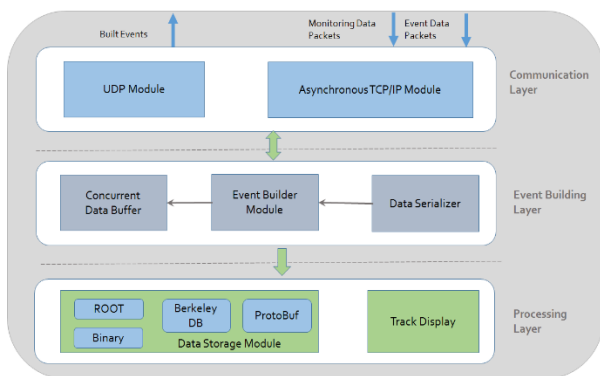 Built Events
Monitoring Data
Packets
Event Data
Packets
UDP Module
Asynchronous TCP/IP Module
Communication
Layer
Concurrent
Data Buffer
Event Builder
Module
Data Serializer
Event Building
Layer
ROOT
Berkeley
DB
ProtoBuf
Binary
Data Storage Module
Track Display
Processing
Layer